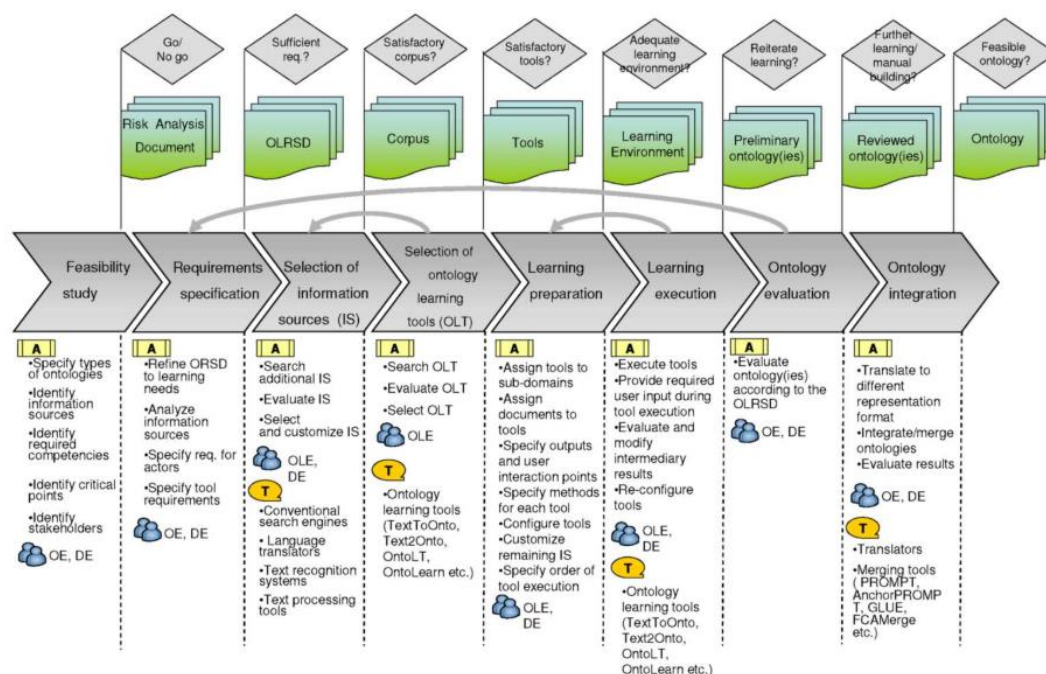 Go/
No go
Sufficient
req.?
Satisfactory
corpus?
Satisfactory
tools?
Adequate
learning
environment?
Reiterate
learning?
Further
learning/
manual
building?
Feasible
ontology?
Risk Analysis
Document
OLRSD
Corpus
Tools
Learning
Environment
Preliminary
ontology(ies)
Reviewed
ontology(ies)
Ontology
Feasibility
study
Requirements
specification
Selection of
information
sources (IS)
Selection of
ontology
learning
tools (OLT)
Learning
preparation
Learning
execution
Ontology
evaluation
Ontology
integration
A
•Specify types
of ontologies
•Identify
information
sources
•Identify
required
competencies
•Identify critical
points
•Identify
stakeholders
OE, DE
A
•Refine ORSD
to learning
needs
•Analyze
information
sources
•Specify req. for
actors
•Specify tool
requirements
OE, DE
A
•Search
additional IS
•Evaluate IS
•Select
and customize IS
OLE,
DE
T
•Conventional
search engines
• Language
translators
•Text recognition
systems
•Text processing
tools
A
•Search OLT
•Evaluate OLT
•Select OLT
OLE
T
•Ontology
learning tools
(TextToOnto,
Text2Onto,
OntoLT,
OntoLearn etc.)
A
•Assign tools to
sub-domains
•Assign
documents to
tools
•Specify outputs
and user
interaction points
•Specify methods
for each tool
•Configure tools
•Customize
remaining IS
•Specify order of
tool execution
OLE,
DE
A
•Execute tools
•Provide required
user input during
tool execution
•Evaluate and
modify
intermediary
results
•Re-configure
tools
OLE,
DE
T
•Ontology
learning tools
(TextToOnto,
Text2Onto,
OntoLT,
OntoLearn etc.)
A
•Evaluate
ontology(ies)
according to the
OLRSD
OE, DE
A
•Translate to
different
representation
format
•Integrate/merge
ontologies
•Evaluate results
OE, DE
T
•Translators
•Merging tools
( PROMPT,
AnchorPROMP
T, GLUE,
FCAMerge
etc.)